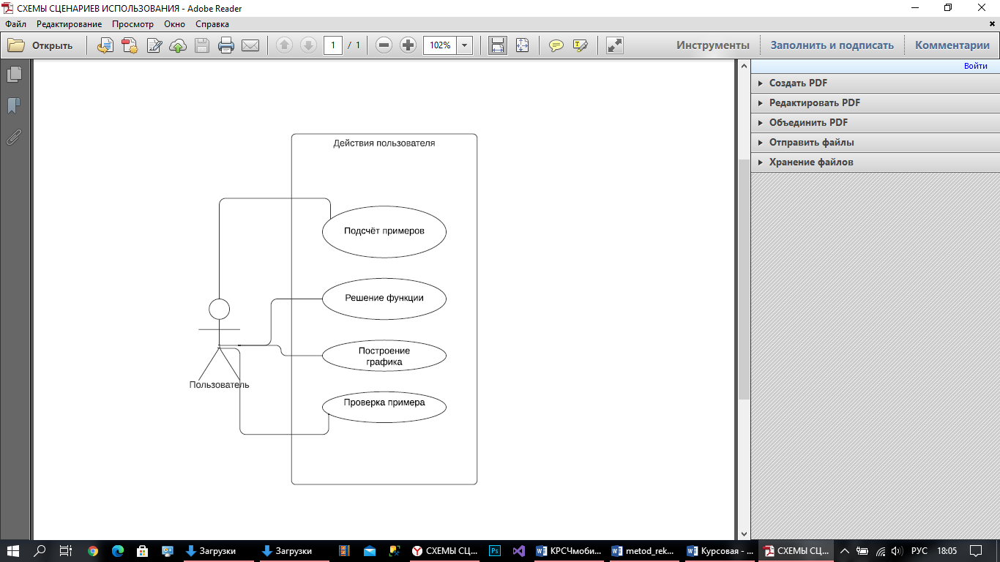 СХЕМЫ СЦЕНАРИЕВ ИСПОЛЬЗОВАНИЯ - Adobe Reader
Файл Редактирование Просмотр Окно Справка
Открыть 1 / 1 102% Инструменты Заполнить и подписать Комментарии
Войти
Создать PDF
Редактировать PDF
Объединить PDF
Отправить файлы
Хранение файлов
Действия пользователя
Подсчёт примеров
Решение функции
Построение
графика
Проверка примера
Пользователь
Загрузки Загрузки СХЕМЫ СЦ... КРСЧмоби... metod_rek... Курсовая - ... СХЕМЫ СЦ... РУС 18:05